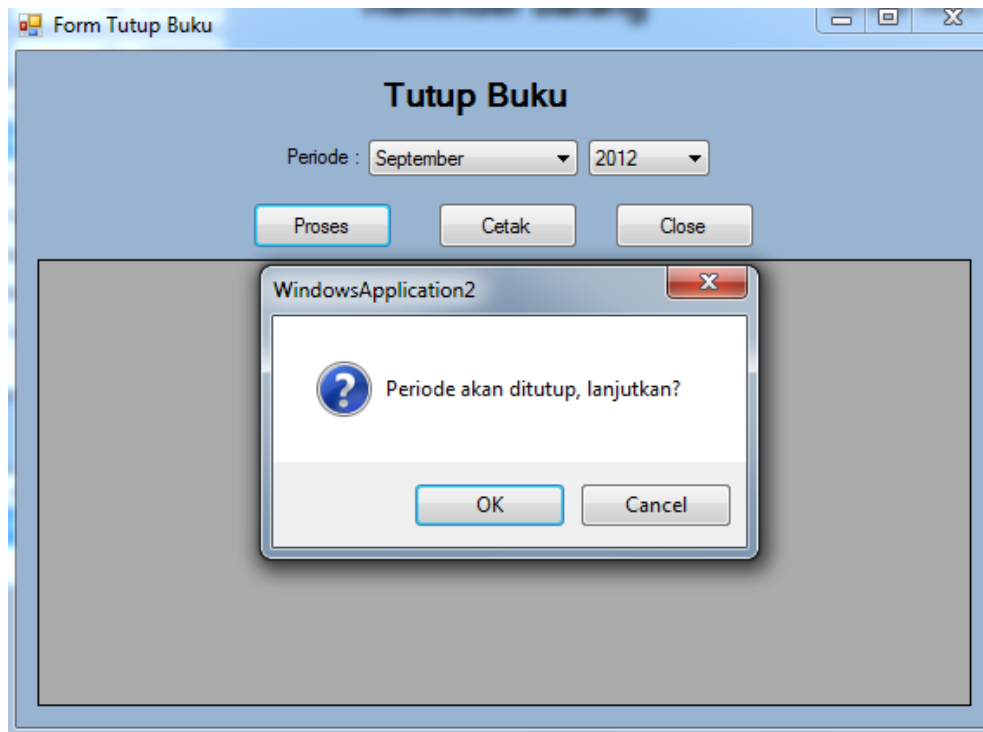 Form Tutup Buku
Tutup Buku
Periode : September 2012
Proses Cetak Close
WindowsApplication2
Periode akan ditutup, lanjutkan?
OK Cancel